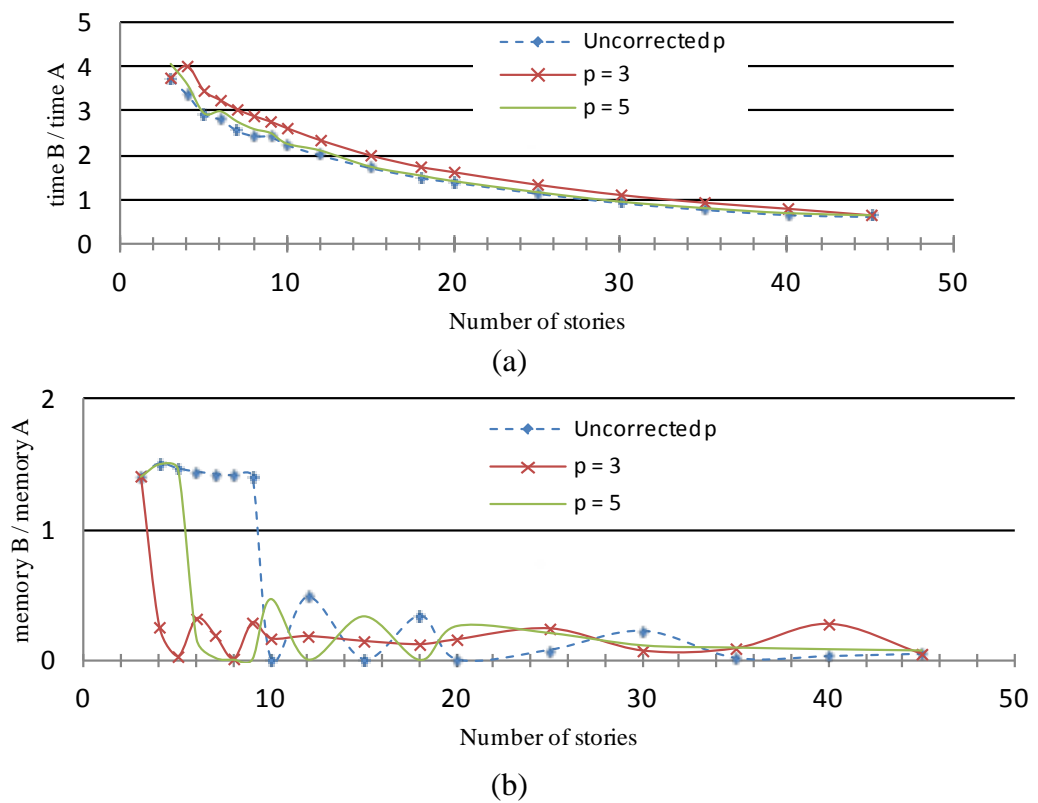 5
4
3
2
1
0
time B / time A
Uncorrected p
p = 3
p = 5
0 10 20 30 40 50
Number of stories
(a)
2
1
0
memory B / memory A
Uncorrected p
p = 3
p = 5
0 10 20 30 40 50
Number of stories
(b)